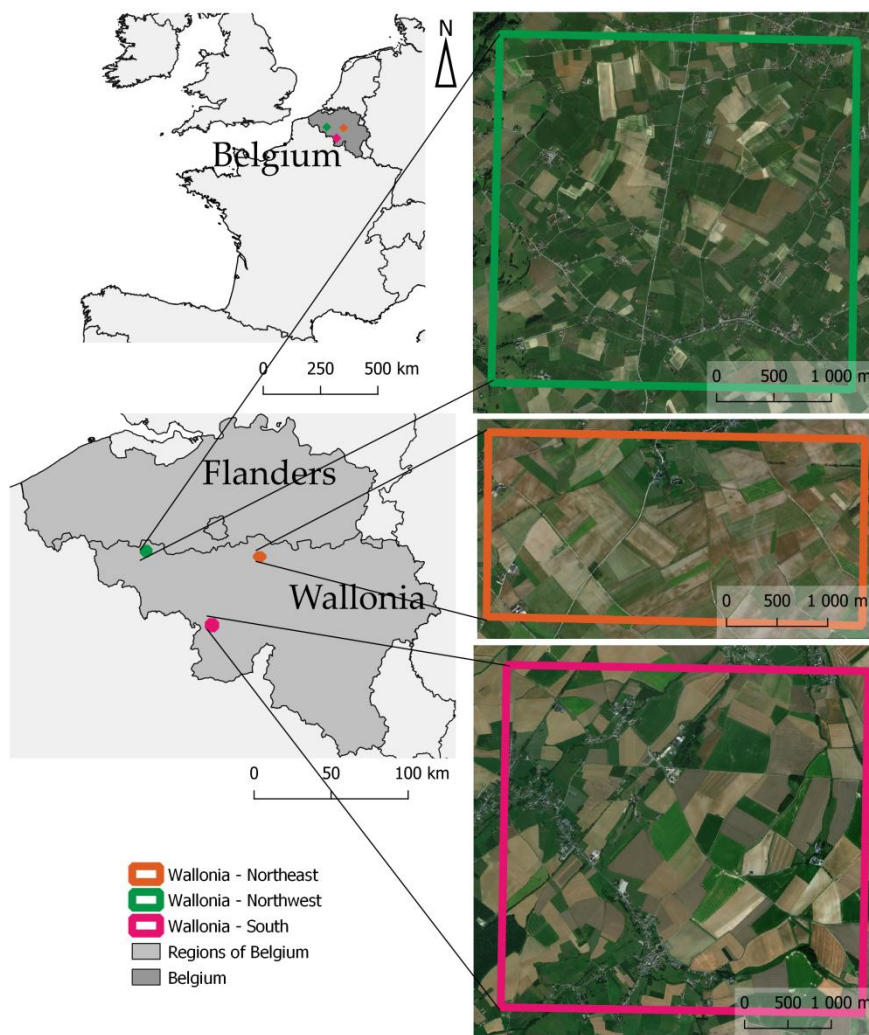 N
Belgium
0 250 500 km
0 500 1 000 m
Flanders
Wallonia
0 50 100 km
0 500 1 000 m
Wallonia - Northeast
Wallonia - Northwest
Wallonia - South
Regions of Belgium
Belgium
0 500 1 000 m